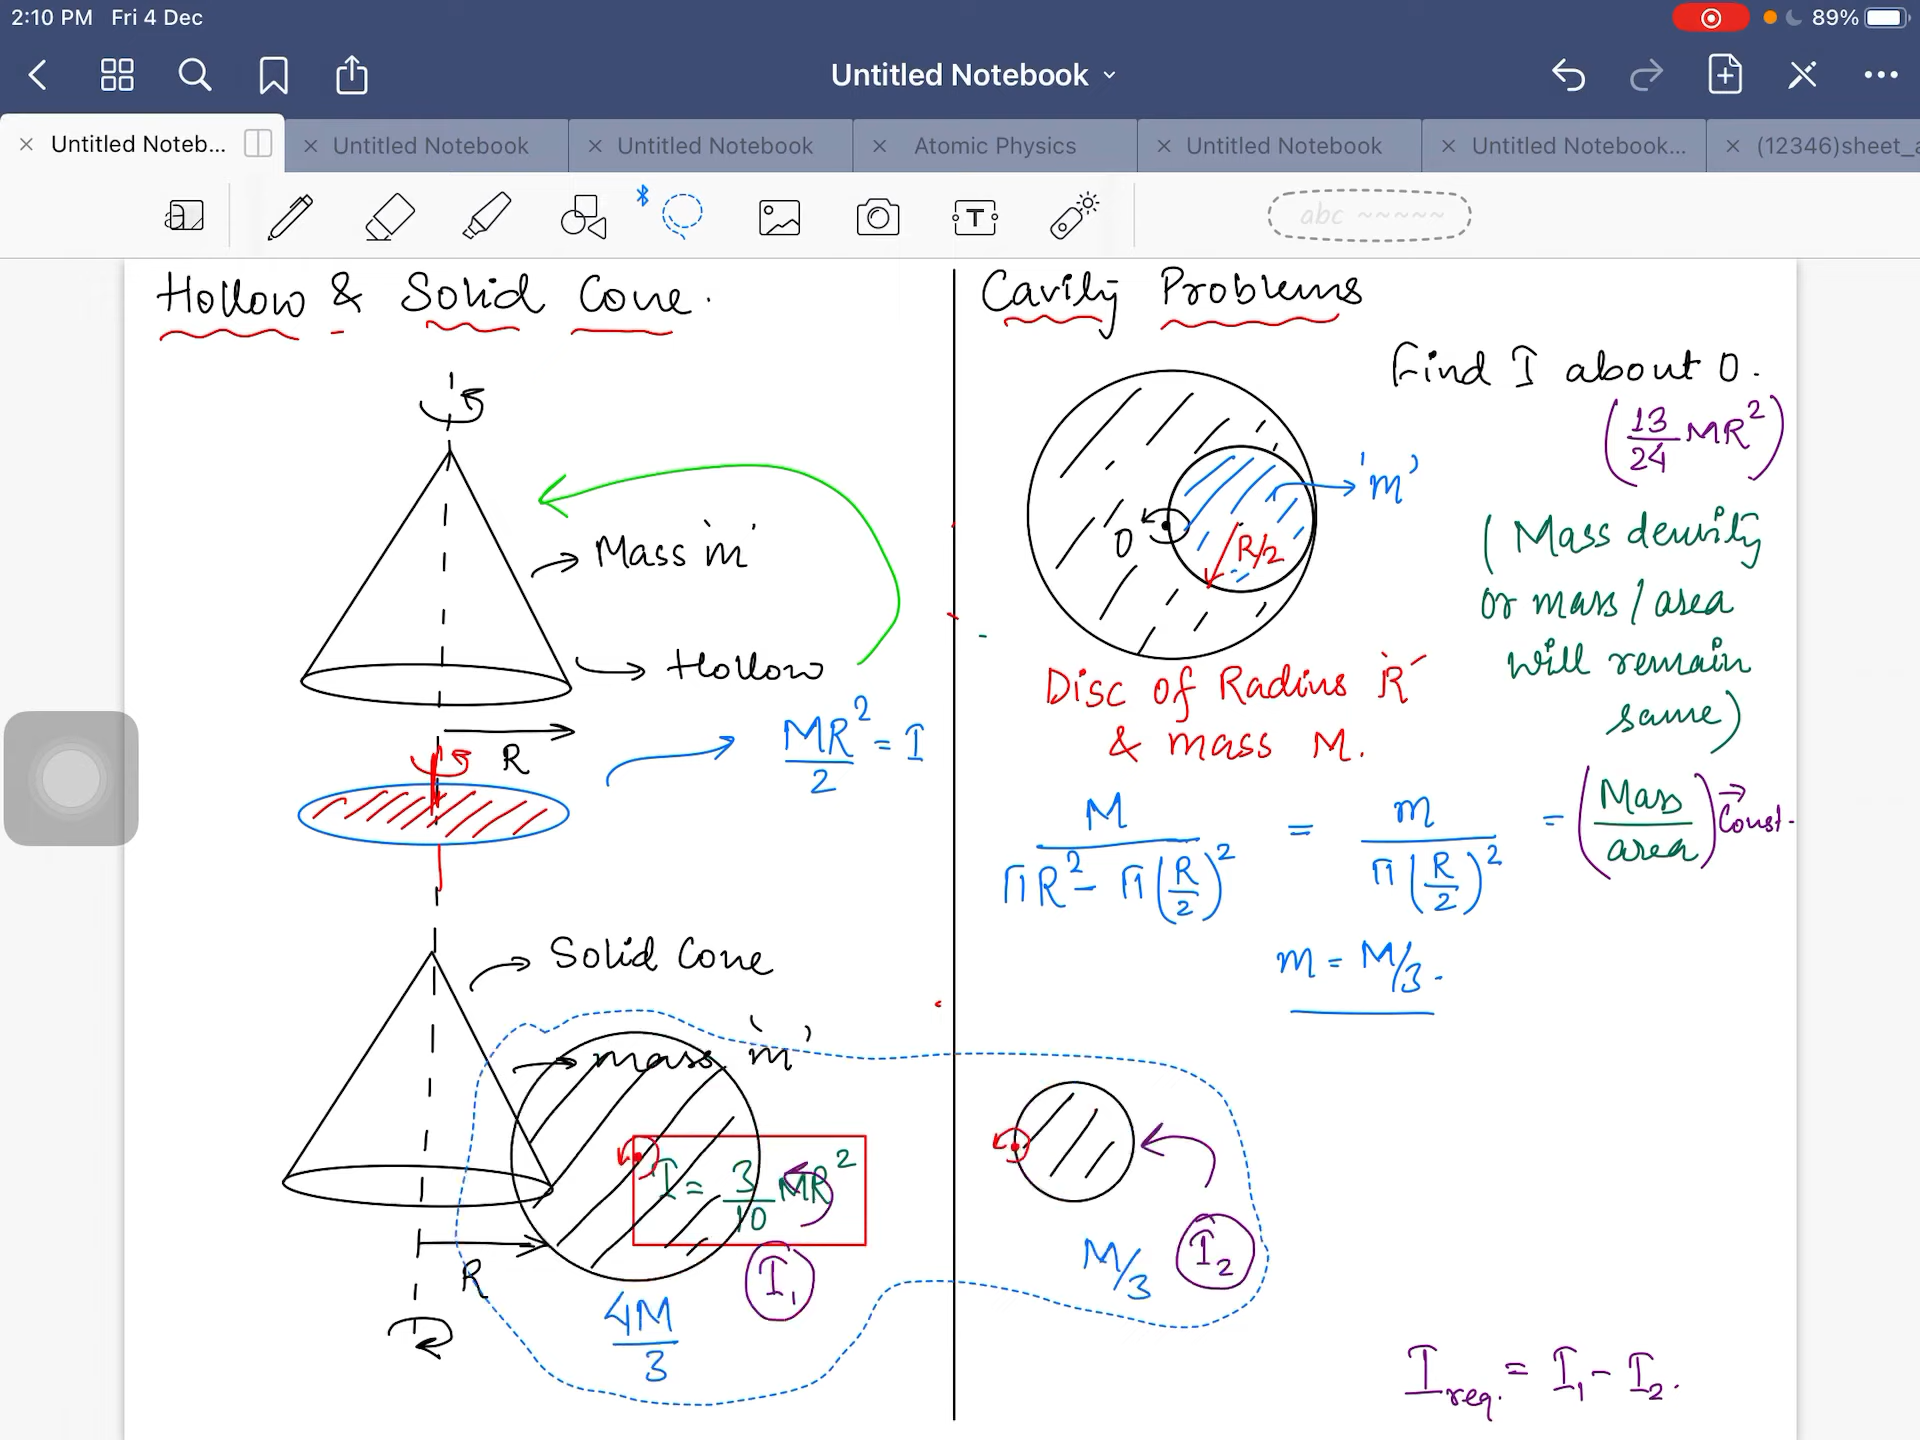 2:10 PM Fri 4 Dec
89%
Untitled Notebook
Untitled Noteb...
Untitled Notebook
Untitled Notebook
Atomic Physics
Untitled Notebook
Untitled Notebook...
(12346)sheet_a
abc
Hollow & Solid Cone.
Mass 'm'
Hollow
R
MR²/2 = I
Solid Cone
mass 'm'
I = 3/10 MR²
R
I₁
4M/3
Cavity Problems
Find I about O.
(13/24 MR²)
'm'
O
R/2
(Mass density
or mass / area
will remain
same)
Disc of Radius 'R'
& mass M.
M/(πR² - π(R/2)²) = m/(π(R/2)²) = (Mass/area) → Const.
m = M/3.
M/3
I₂
I req. = I₁ - I₂.